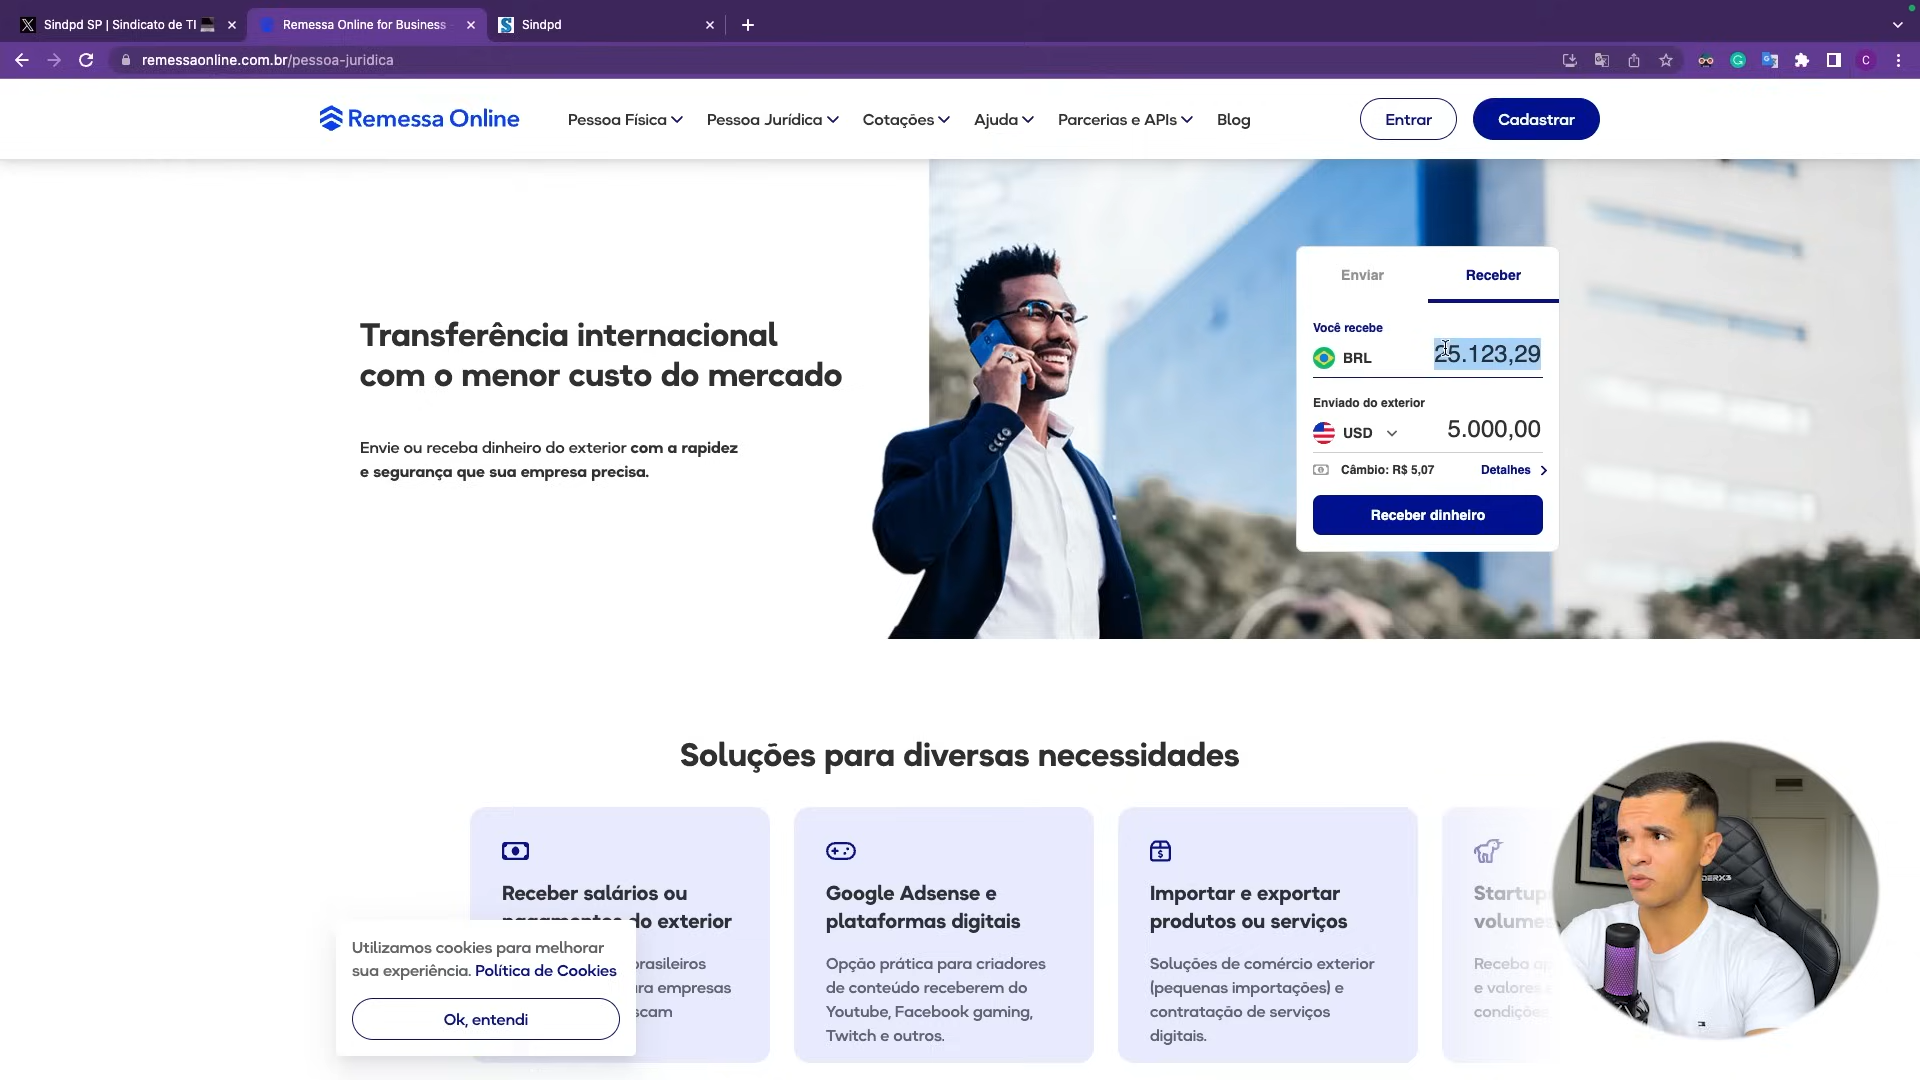 Sindpd SP | Sindicato de TI
Remessa Online for Business
Sindpd
remessaonline.com.br/pessoa-juridica
Remessa Online
Pessoa Física
Pessoa Jurídica
Cotações
Ajuda
Parcerias e APIs
Blog
Entrar
Cadastrar
Transferência internacional
com o menor custo do mercado
Envie ou receba dinheiro do exterior com a rapidez
e segurança que sua empresa precisa.
Enviar
Receber
Você recebe
BRL
25.123,29
Enviado do exterior
USD
5.000,00
Câmbio: R$ 5,07
Detalhes
Receber dinheiro
Soluções para diversas necessidades
Receber salários ou
do exterior
Google Adsense e
plataformas digitais
Opção prática para criadores
de conteúdo receberem do
Youtube, Facebook gaming,
Twitch e outros.
Importar e exportar
produtos ou serviços
Soluções de comércio exterior
(pequenas importações) e
contratação de serviços
digitais.
Receba
e valores
Utilizamos cookies para melhorar
sua experiência. Política de Cookies
Ok, entendi